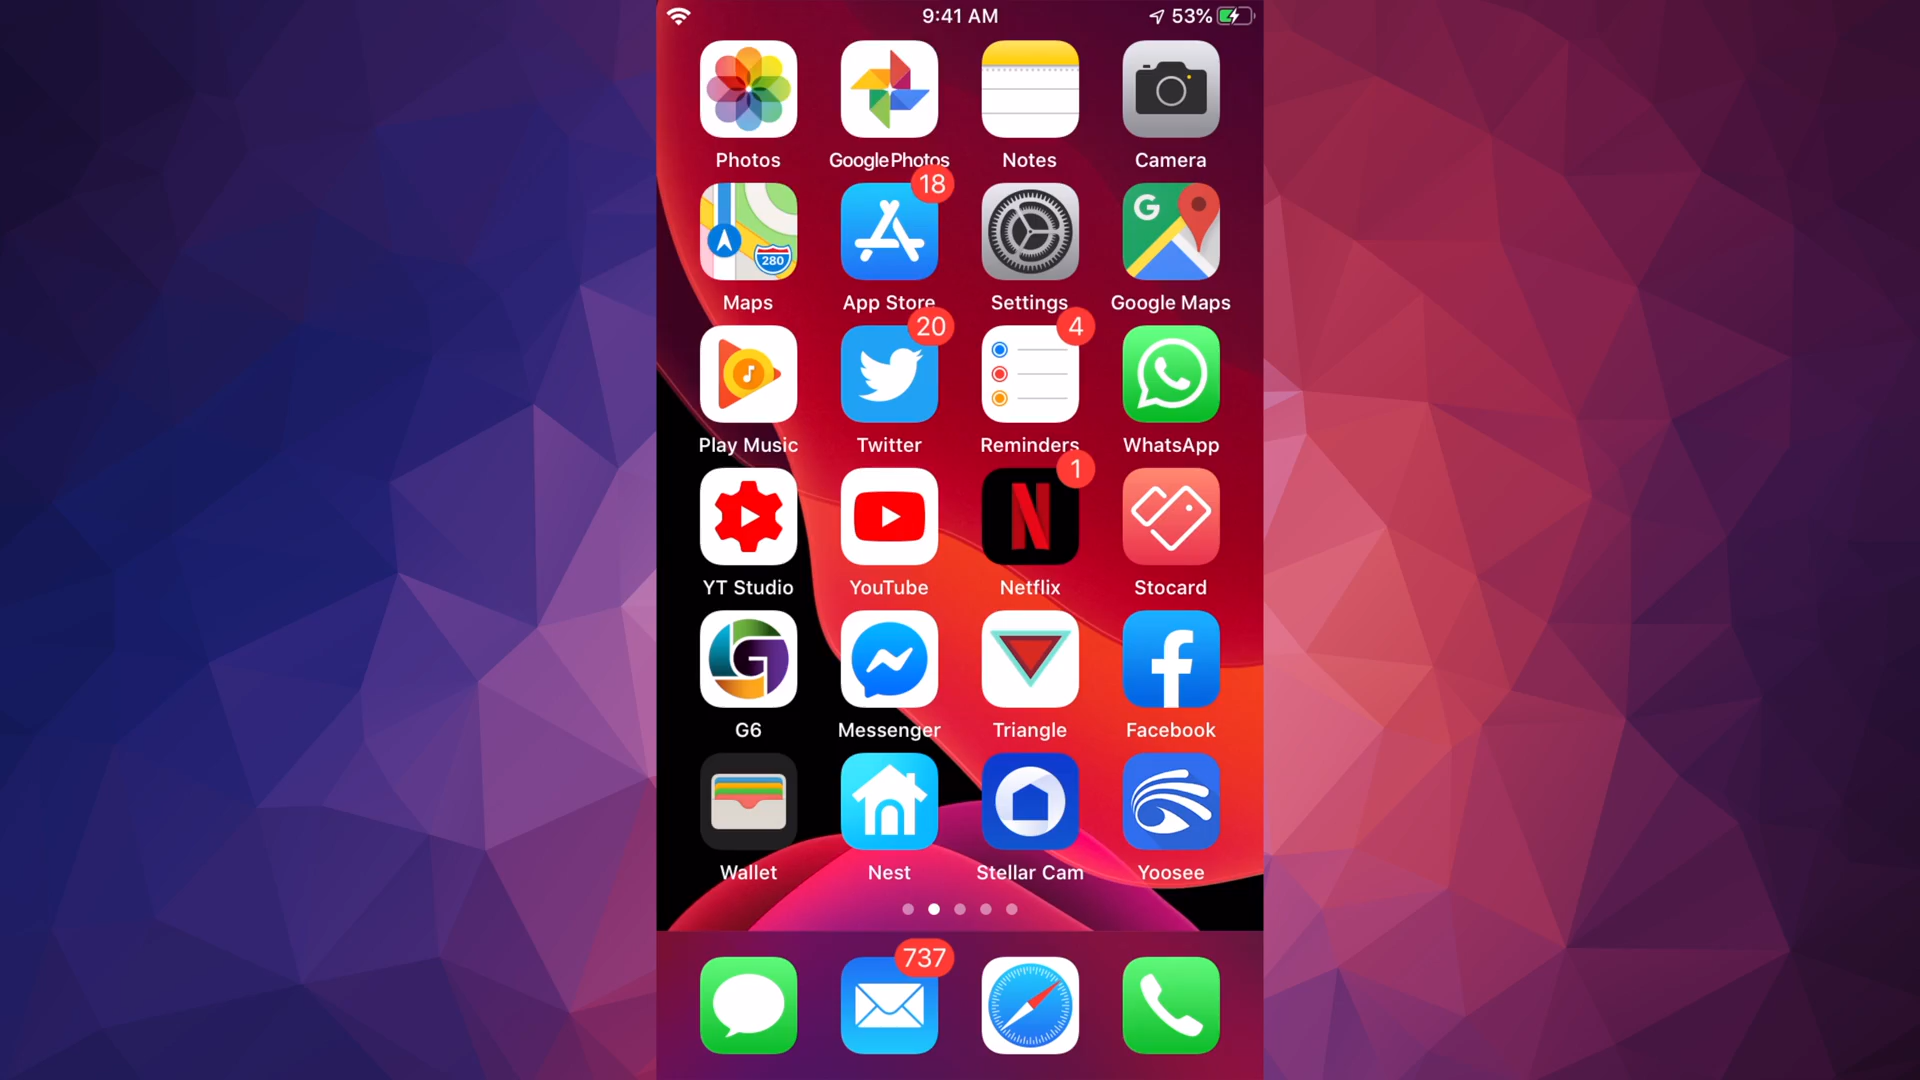 9:41 AM 53%
Photos Google Photos Notes Camera
18
280 G
Maps App Store Settings Google Maps
20 4
Play Music Twitter Reminders WhatsApp
1
N
YT Studio YouTube Netflix Stocard
G f
G6 Messenger Triangle Facebook
Wallet Nest Stellar Cam Yoosee
737